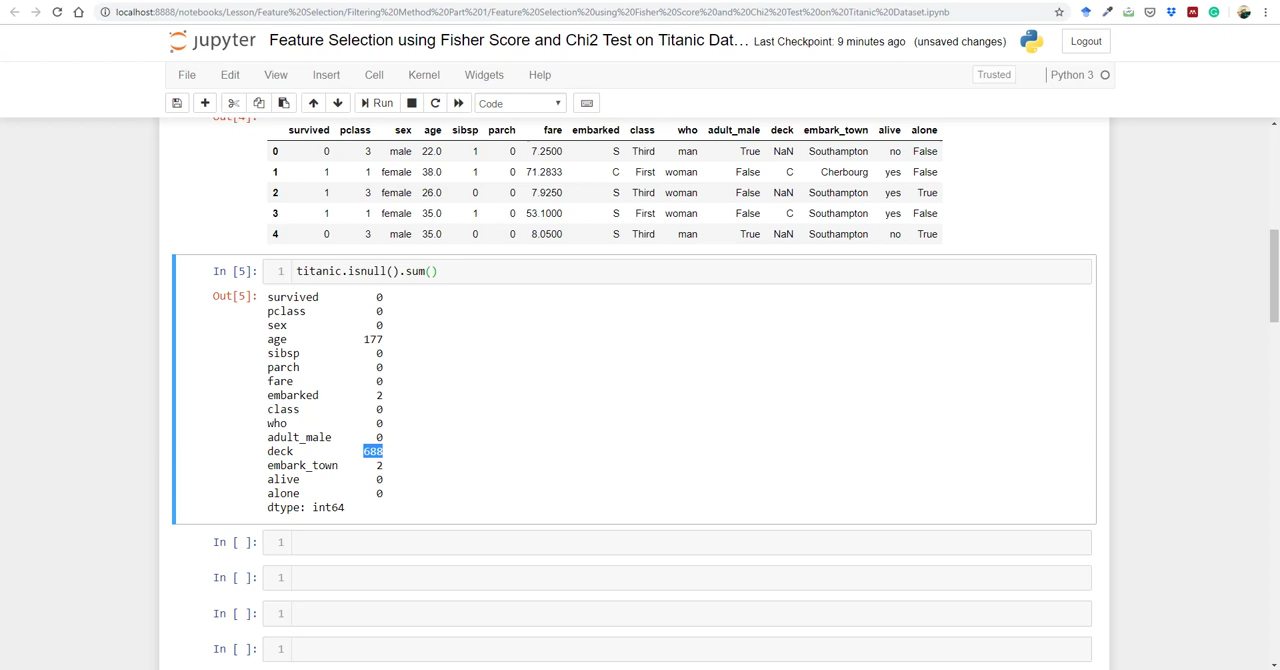 localhost:8888/notebooks/Lesson/Feature%20Selection/Filtering%20Method%20Part%201/Feature%20Selection%20using%20Fisher%20Score%20and%20Chi2%20Test%20on%20Titanic%20Dataset.ipynb
jupyter Feature Selection using Fisher Score and Chi2 Test on Titanic Dat... Last Checkpoint: 9 minutes ago (unsaved changes) Logout
File Edit View Insert Cell Kernel Widgets Help Trusted Python 3
Run Code
Out[4]:
survived pclass sex age sibsp parch fare embarked class who adult_male deck embark_town alive alone
0 0 3 male 22.0 1 0 7.2500 S Third man True NaN Southampton no False
1 1 1 female 38.0 1 0 71.2833 C First woman False C Cherbourg yes False
2 1 3 female 26.0 0 0 7.9250 S Third woman False NaN Southampton yes True
3 1 1 female 35.0 1 0 53.1000 S First woman False C Southampton yes False
4 0 3 male 35.0 0 0 8.0500 S Third man True NaN Southampton no True
In [5]: 1 titanic.isnull().sum()
Out[5]: survived 0
pclass 0
sex 0
age 177
sibsp 0
parch 0
fare 0
embarked 2
class 0
who 0
adult_male 0
deck 688
embark_town 2
alive 0
alone 0
dtype: int64
In [ ]: 1
In [ ]: 1
In [ ]: 1
In [ ]: 1